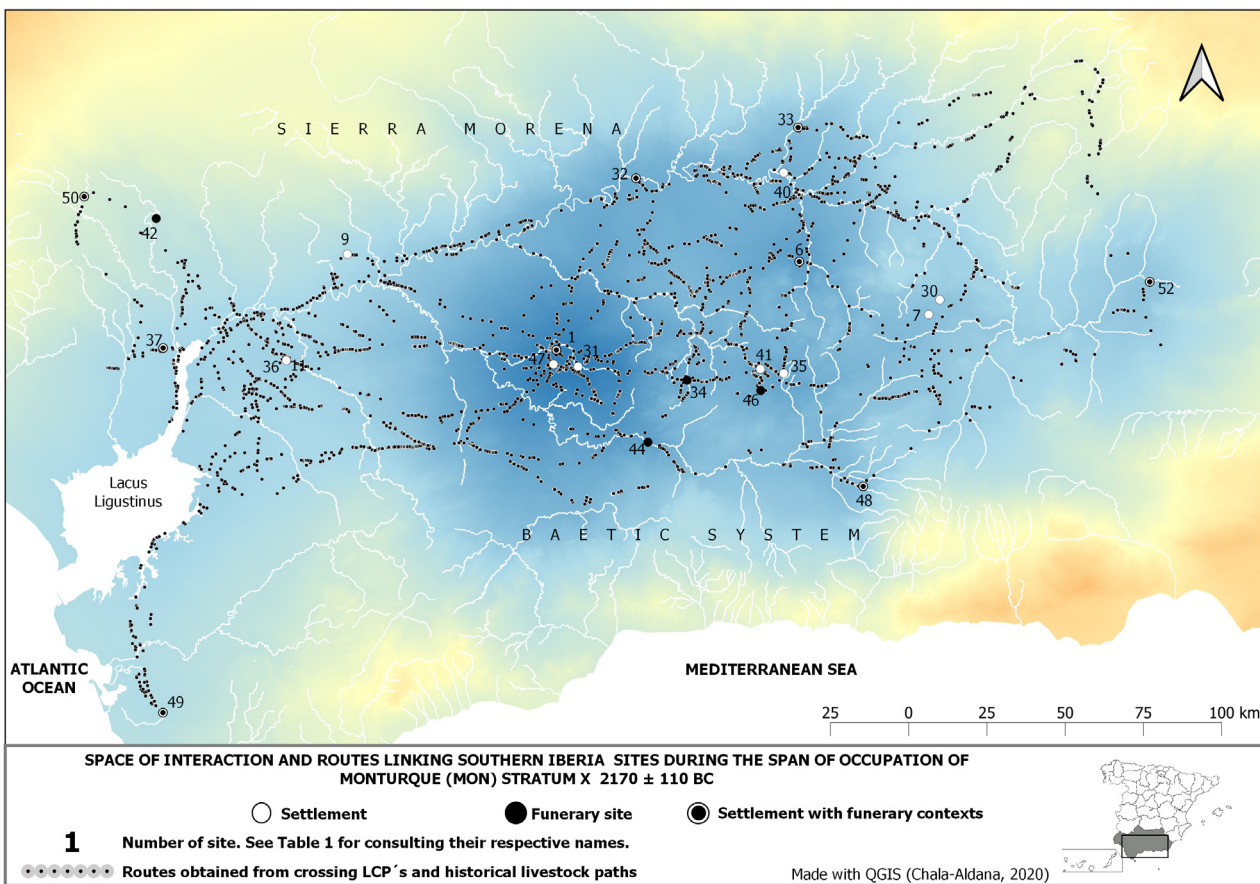 SIERRA MORENA
33
32
40
50
42
9
6
52
30
7
37
1
31
47
41
35
36
11
34
46
44
48
Lacus
Ligustinus
BAETIC SYSTEM
ATLANTIC
OCEAN
MEDITERRANEAN SEA
49
25 0 25 50 75 100 km
SPACE OF INTERACTION AND ROUTES LINKING SOUTHERN IBERIA SITES DURING THE SPAN OF OCCUPATION OF
MONTURQUE (MON) STRATUM X 2170 ± 110 BC
Settlement Funerary site Settlement with funerary contexts
1 Number of site. See Table 1 for consulting their respective names.
Routes obtained from crossing LCP´s and historical livestock paths
Made with QGIS (Chala-Aldana, 2020)